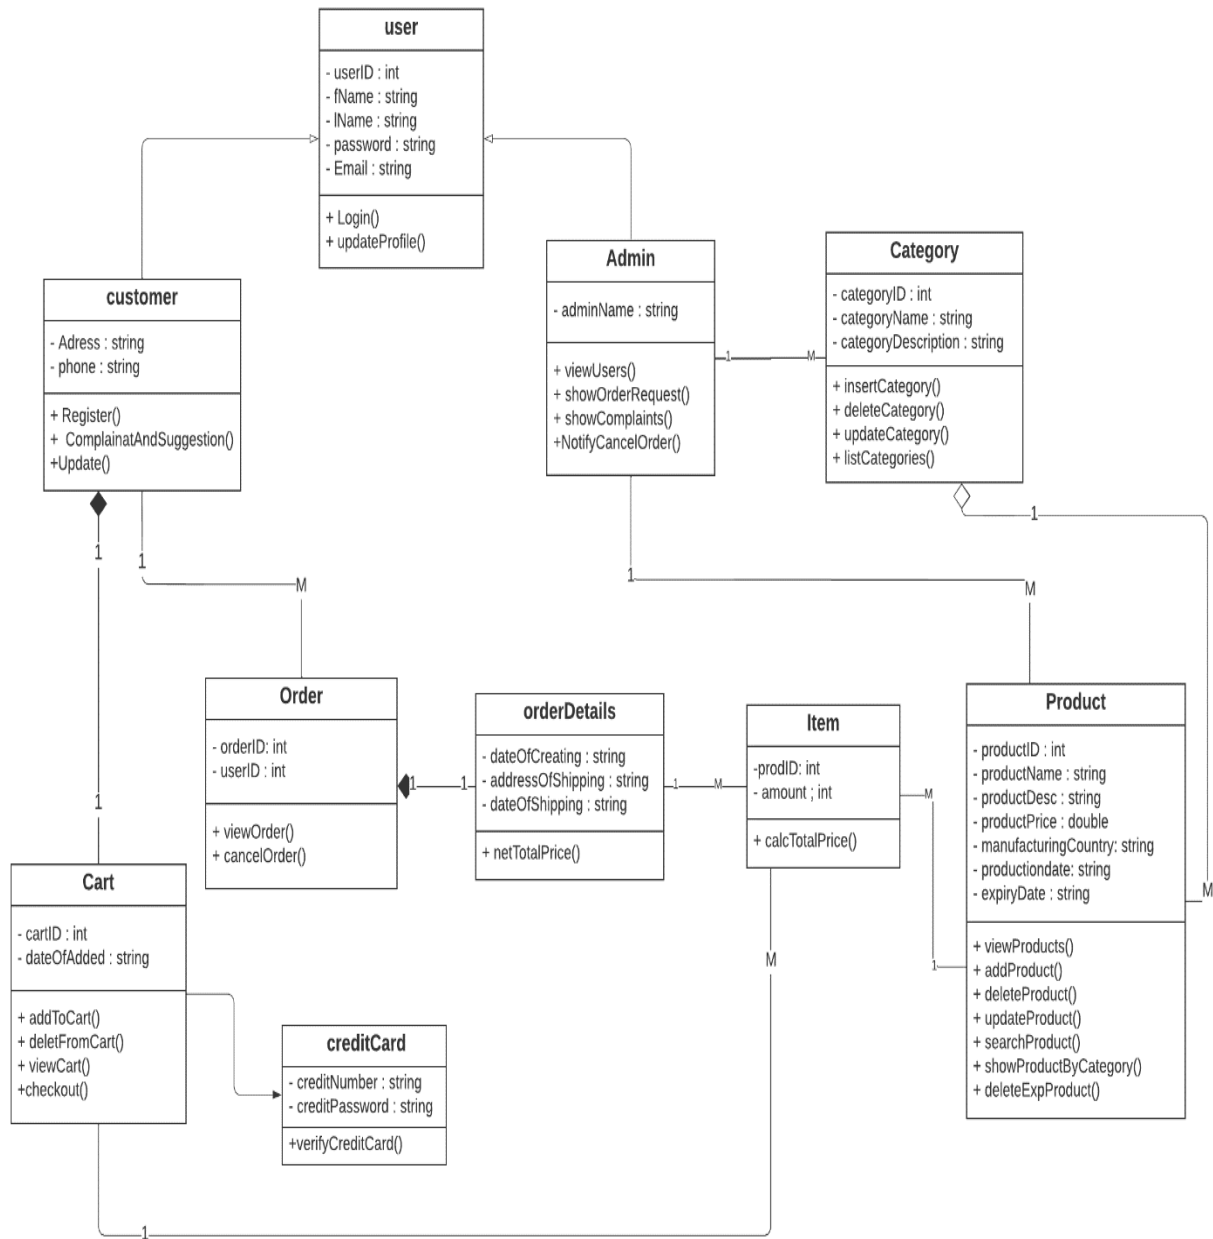 user
- userID : int
- fName : string
- lName : string
- password : string
- Email : string
+ Login()
+ updateProfile()
customer
- Adress : string
- phone : string
+ Register()
+ ComplainatAndSuggestion()
+Update()
Admin
- adminName : string
+ viewUsers()
+ showOrderRequest()
+ showComplaints()
+NotifyCancelOrder()
1
M
Category
- categoryID : int
- categoryName : string
- categoryDescription : string
+ insertCategory()
+ deleteCategory()
+ updateCategory()
+ listCategories()
1
1
1
M
1
M
1
Order
- orderID: int
- userID : int
+ viewOrder()
+ cancelOrder()
1
1
orderDetails
- dateOfCreating : string
- addressOfShipping : string
- dateOfShipping : string
+ netTotalPrice()
1
M
Item
-prodID: int
- amount ; int
+ calcTotalPrice()
M
1
Product
- productID : int
- productName : string
- productDesc : string
- productPrice : double
- manufacturingCountry: string
- productiondate: string
- expiryDate : string
+ viewProducts()
+ addProduct()
+ deleteProduct()
+ updateProduct()
+ searchProduct()
+ showProductByCategory()
+ deleteExpProduct()
M
Cart
- cartID : int
- dateOfAdded : string
+ addToCart()
+ deletFromCart()
+ viewCart()
+checkout()
creditCard
- creditNumber : string
- creditPassword : string
+verifyCreditCard()
M
1